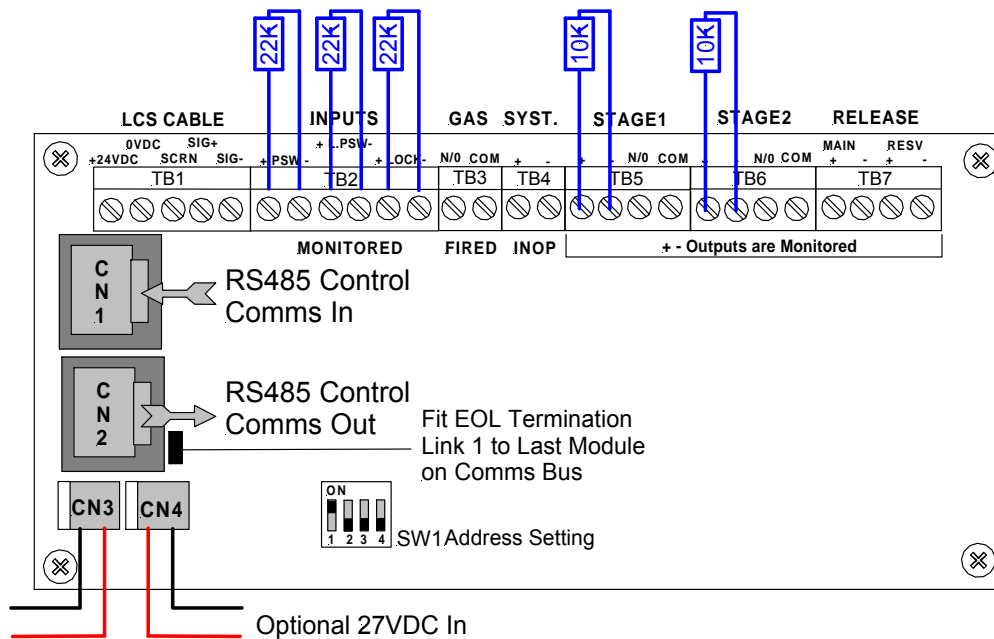 22K 22K 22K 10K 10K
LCS CABLE INPUTS GAS SYST. STAGE1 STAGE2 RELEASE
0VDC SIG+ + L.PSW- MAIN RESV
+24VDC SCRN SIG- + PSW - + LOCK- N/0 COM + - + - N/0 COM + - N/0 COM + - + -
TB1 TB2 TB3 TB4 TB5 TB6 TB7
MONITORED FIRED INOP + - Outputs are Monitored
CN1
RS485 Control
Comms In
CN2
RS485 Control
Comms Out
Fit EOL Termination
Link 1 to Last Module
on Comms Bus
CN3 CN4
ON
1 2 3 4
SW1 Address Setting
Optional 27VDC In